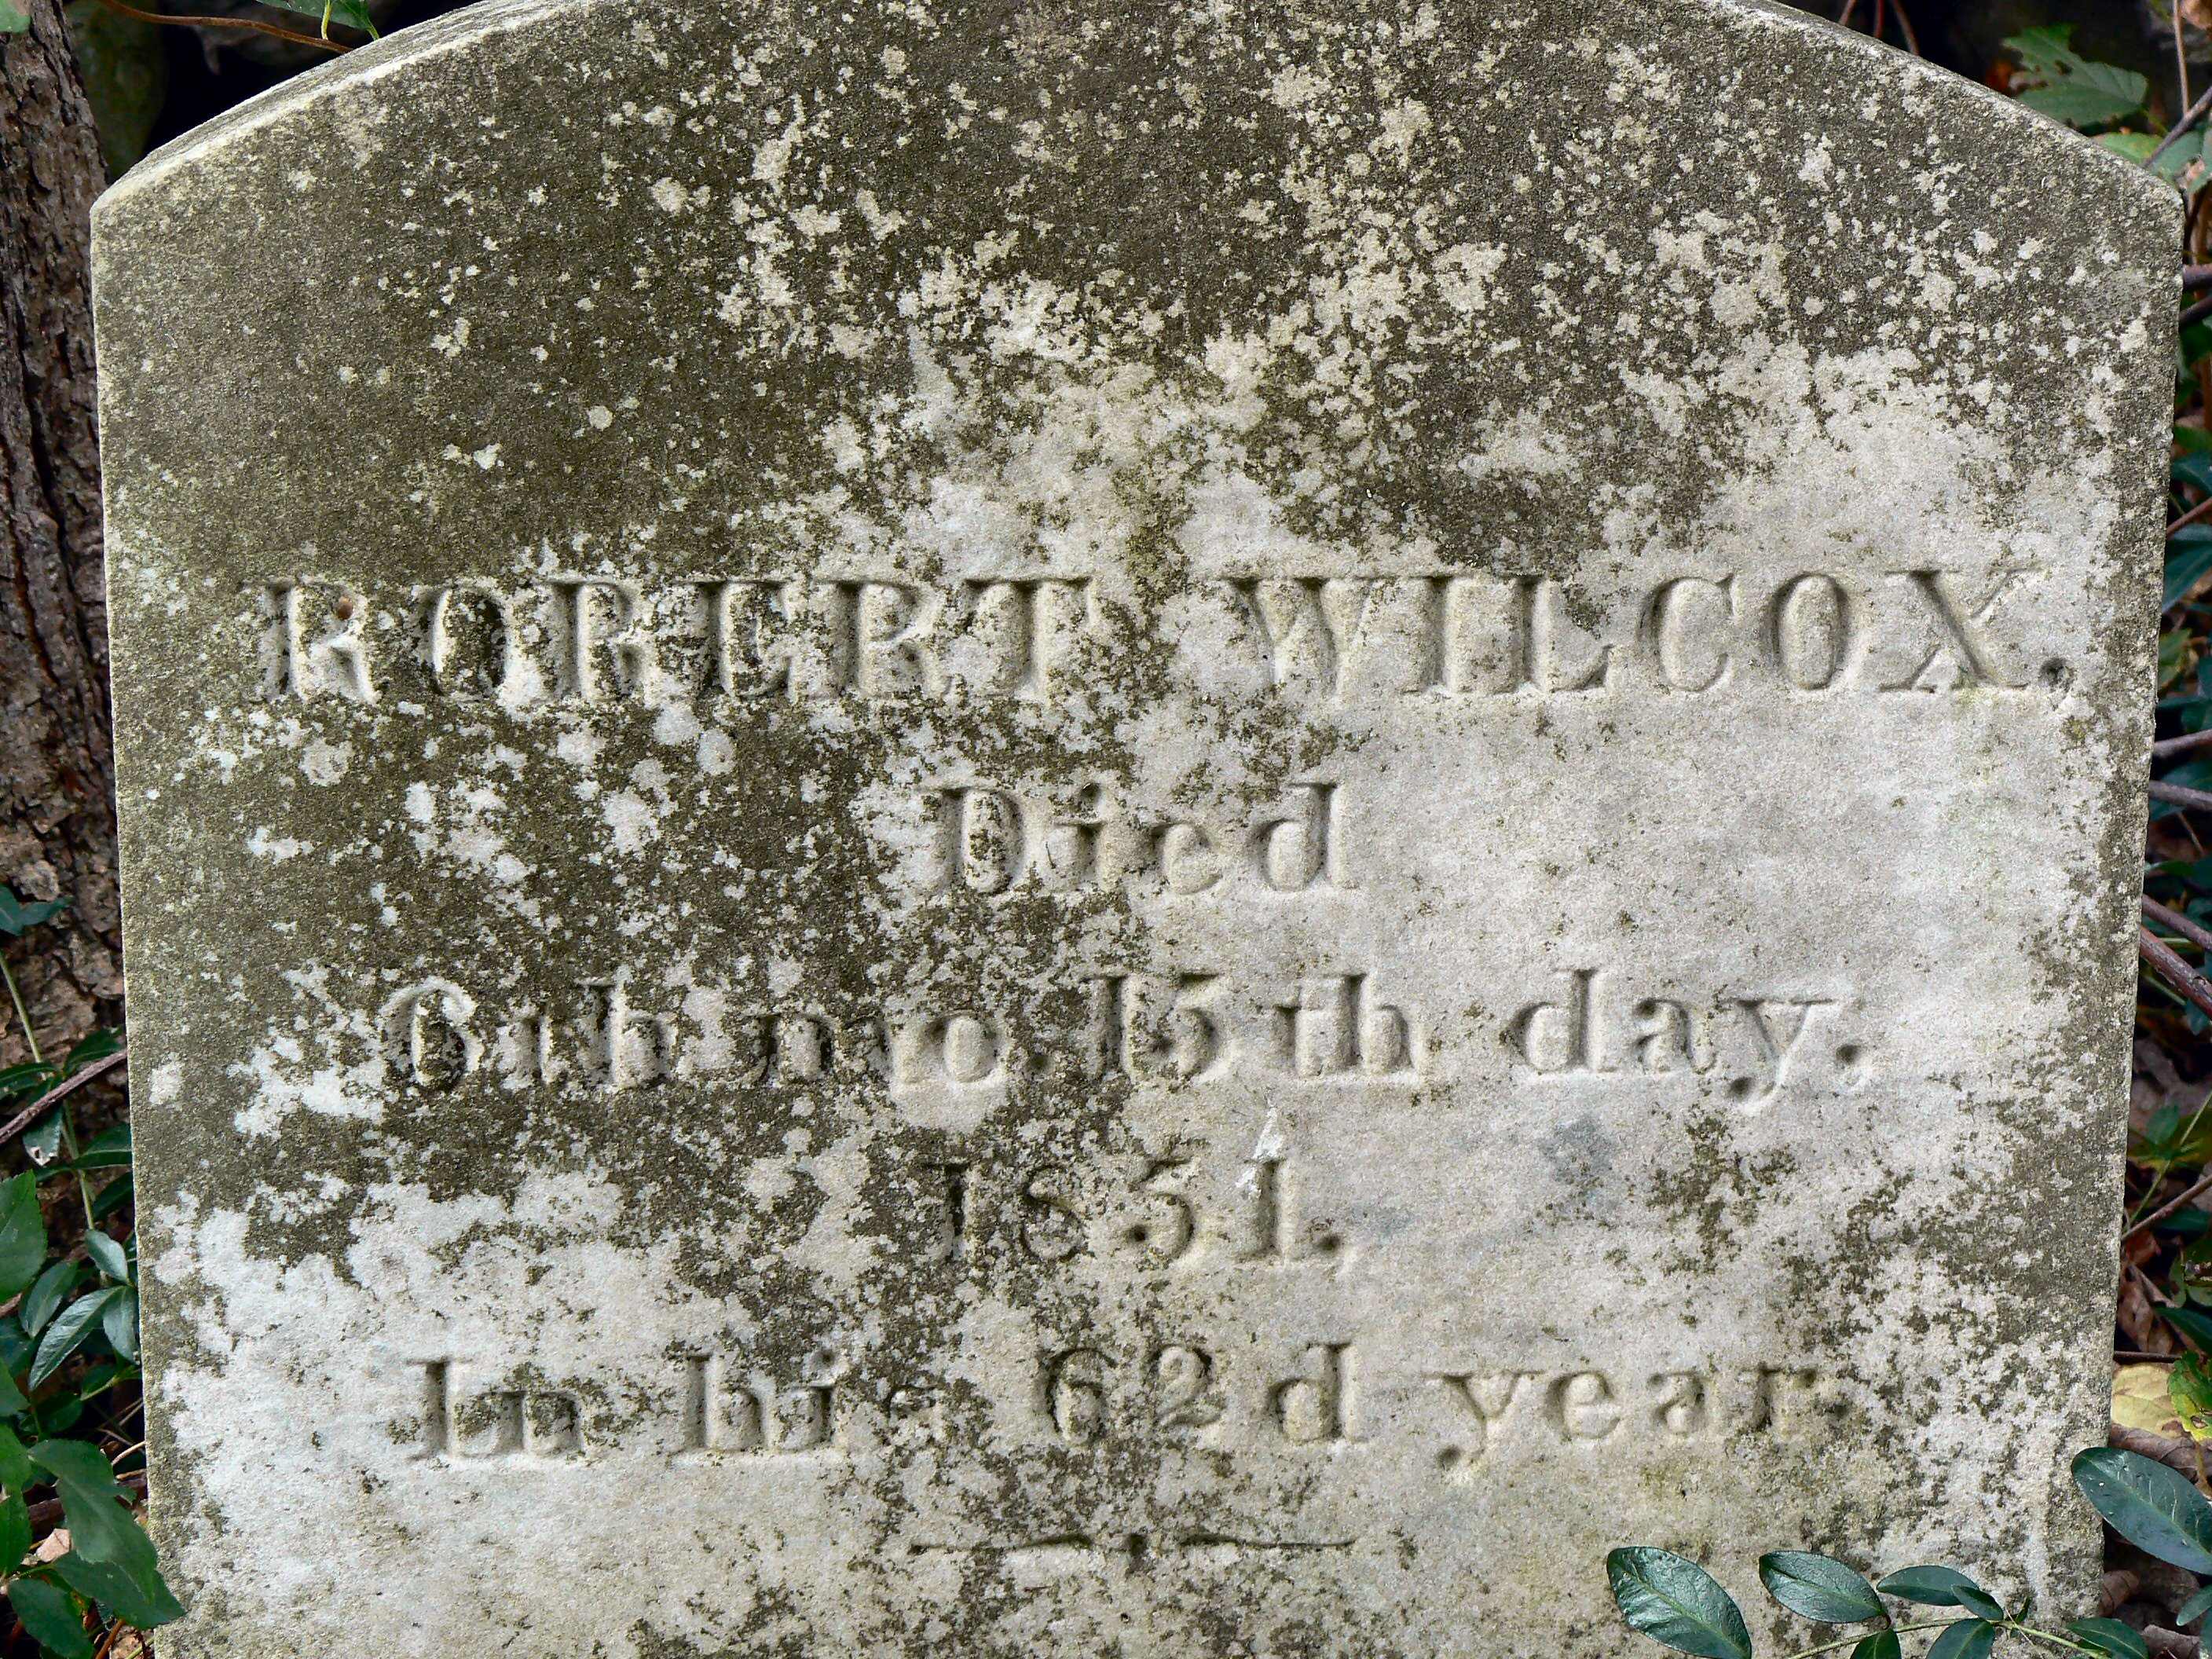 ROBERT WILCOX,
Died
6th mo. 15th day,
1851,
In his 62d year.